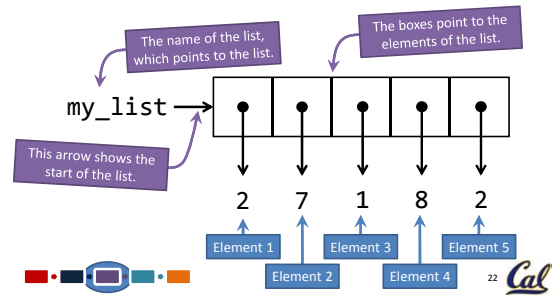 The name of the list,
which points to the list.
The boxes point to the
elements of the list.
my_list
This arrow shows the
start of the list.
2 7 1 8 2
Element 1 Element 3 Element 5
Element 2 Element 4
22
Cal